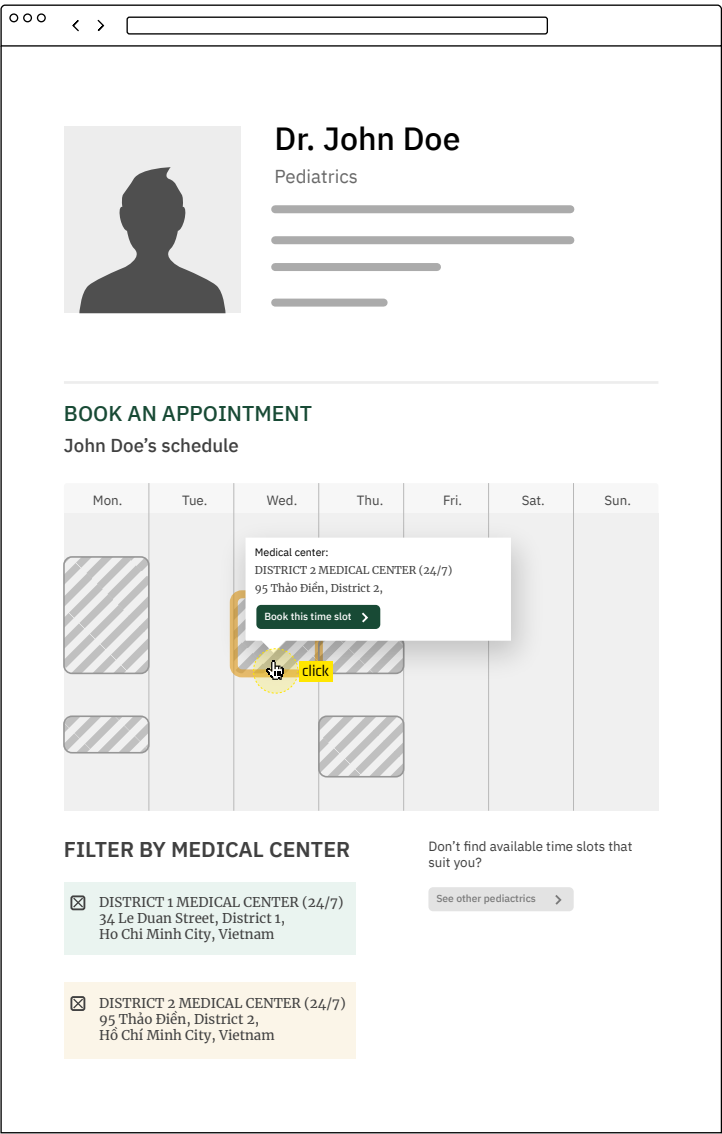 Dr. John Doe
Pediatrics
BOOK AN APPOINTMENT
John Doe’s schedule
Mon. Tue. Wed. Thu. Fri. Sat. Sun.
Medical center:
DISTRICT 2 MEDICAL CENTER (24/7)
95 Thảo Điền, District 2,
Book this time slot
click
FILTER BY MEDICAL CENTER
DISTRICT 1 MEDICAL CENTER (24/7)
34 Le Duan Street, District 1,
Ho Chi Minh City, Vietnam
DISTRICT 2 MEDICAL CENTER (24/7)
95 Thảo Điền, District 2,
Hồ Chí Minh City, Vietnam
Don’t find available time slots that
suit you?
See other pediactrics